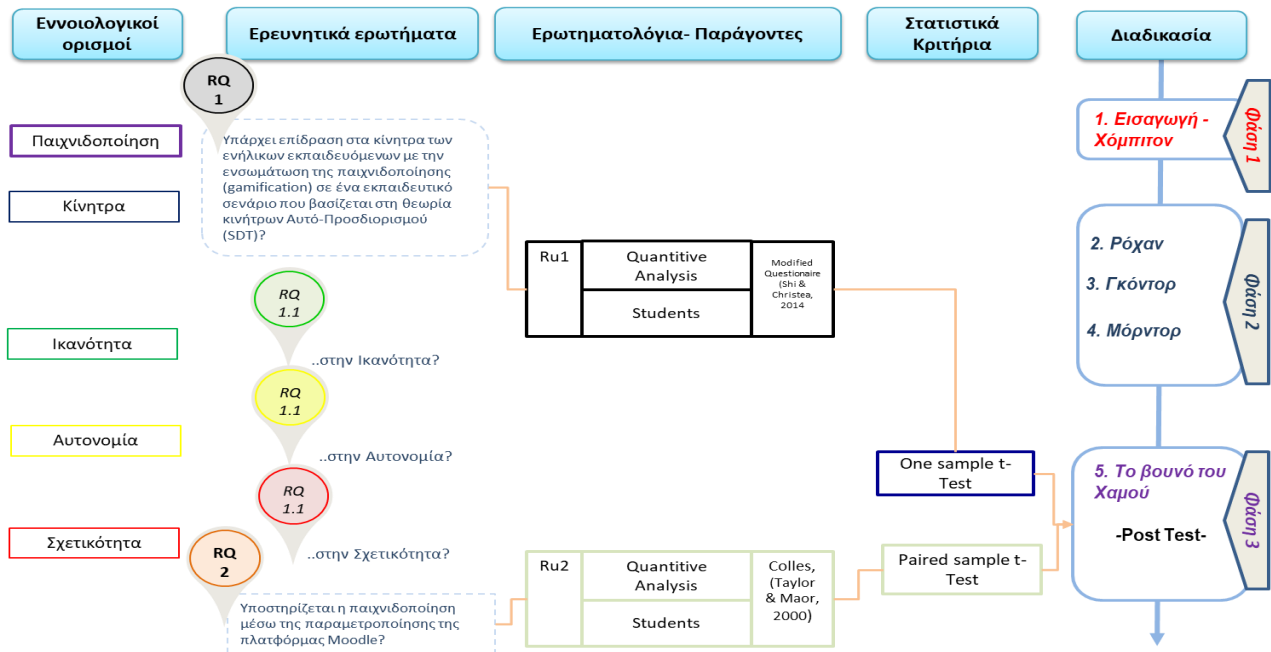 Εννοιολογικοί
ορισμοί
Ερευνητικά ερωτήματα
Ερωτηματολόγια- Παράγοντες
Στατιστικά
Κριτήρια
Διαδικασία
Παιχνιδοποίηση
Κίνητρα
Ικανότητα
Αυτονομία
Σχετικότητα
RQ
1
Υπάρχει επίδραση στα κίνητρα των
ενήλικων εκπαιδευόμενων με την
ενσωμάτωση της παιχνιδοποίησης
(gamification) σε ένα εκπαιδευτικό
σενάριο που βασίζεται στη θεωρία
κινήτρων Αυτό-Προσδιορισμού
(SDT)?
RQ
1.1
..στην Ικανότητα?
RQ
1.1
..στην Αυτονομία?
RQ
1.1
..στην Σχετικότητα?
RQ
2
Υποστηρίζεται η παιχνιδοποίηση
μέσω της παραμετροποίησης της
πλατφόρμας Moodle?
Ru1
Quantitive
Analysis
Students
Modified
Questionaire
(Shi &
Christea,
2014
Ru2
Quantitive
Analysis
Students
Colles,
(Taylor
& Maor,
2000)
One sample t-
Test
Paired sample t-
Test
1. Εισαγωγή -
Χόμπιτον
Φάση 1
2. Ρόχαν
3. Γκόντορ
4. Μόρντορ
Φάση 2
5. Το βουνό του
Χαμού
-Post Test-
Φάση 3